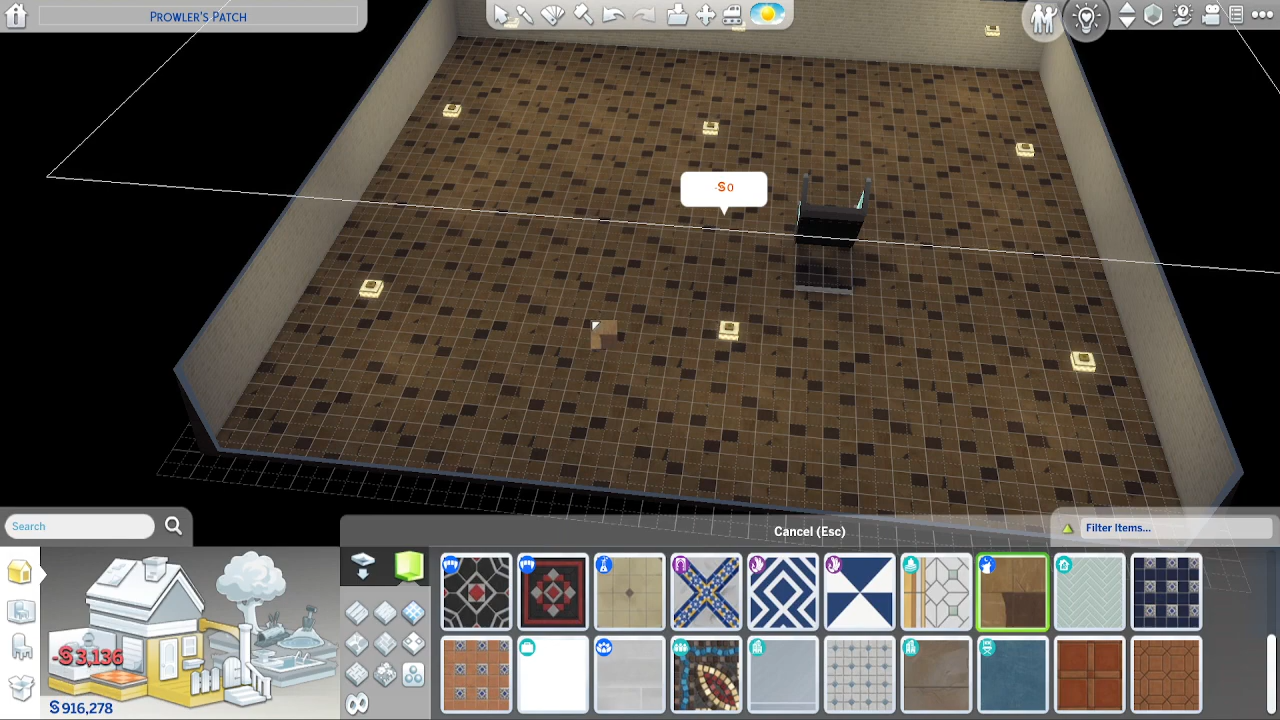 Prowler's Patch
-§0
Cancel (Esc)
Search
Filter Items...
-§3,136
§916,278